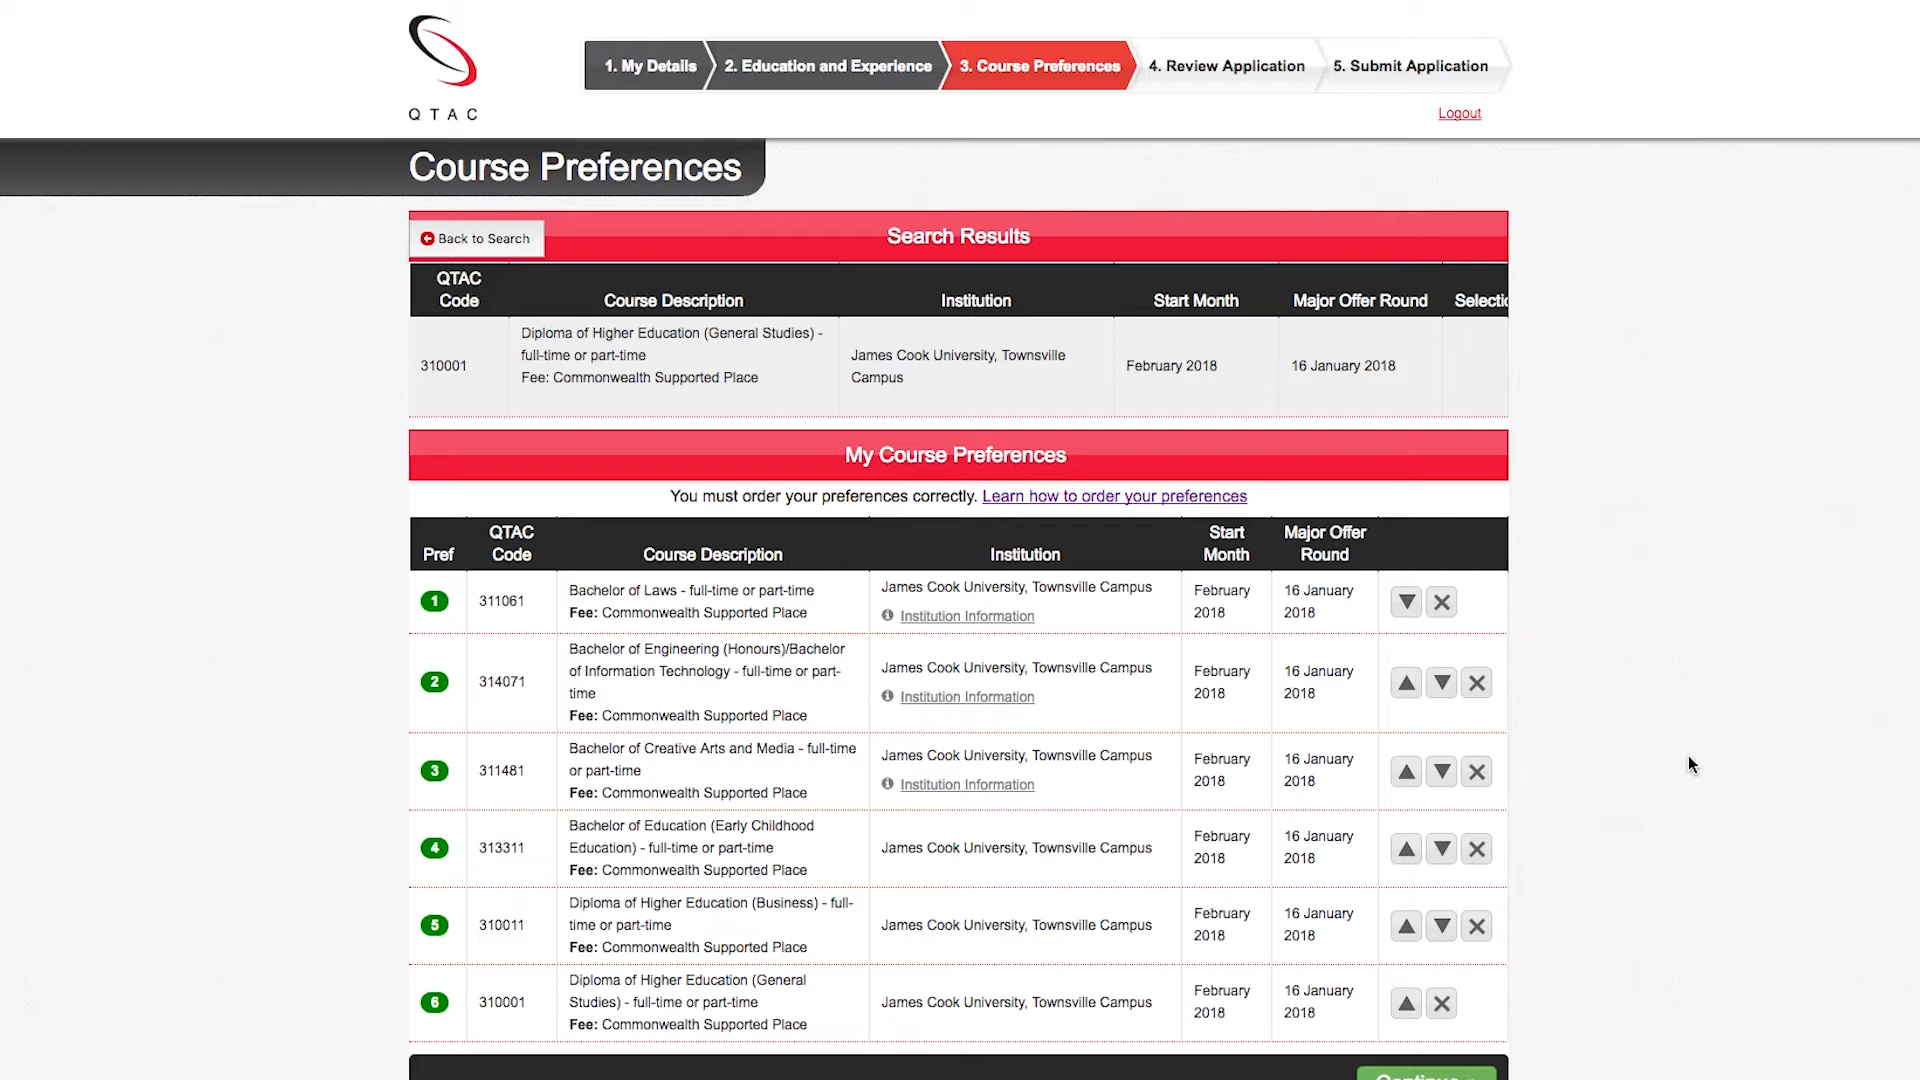 QTAC
1. My Details
2. Education and Experience
3. Course Preferences
4. Review Application
5. Submit Application
Logout
Course Preferences
Back to Search
Search Results
QTAC
Code
Course Description
Institution
Start Month
Major Offer Round
310001
Diploma of Higher Education (General Studies) -
full-time or part-time
Fee: Commonwealth Supported Place
James Cook University, Townsville
Campus
February 2018
16 January 2018
My Course Preferences
You must order your preferences correctly. Learn how to order your preferences
Pref
QTAC
Code
Course Description
Institution
Start
Month
Major Offer
Round
1
311061
Bachelor of Laws - full-time or part-time
Fee: Commonwealth Supported Place
James Cook University, Townsville Campus
Institution Information
February
2018
16 January
2018
2
314071
Bachelor of Engineering (Honours)/Bachelor
of Information Technology - full-time or part-
time
Fee: Commonwealth Supported Place
James Cook University, Townsville Campus
Institution Information
February
2018
16 January
2018
3
311481
Bachelor of Creative Arts and Media - full-time
or part-time
Fee: Commonwealth Supported Place
James Cook University, Townsville Campus
Institution Information
February
2018
16 January
2018
4
313311
Bachelor of Education (Early Childhood
Education) - full-time or part-time
Fee: Commonwealth Supported Place
James Cook University, Townsville Campus
February
2018
16 January
2018
5
310011
Diploma of Higher Education (Business) - full-
time or part-time
Fee: Commonwealth Supported Place
James Cook University, Townsville Campus
February
2018
16 January
2018
6
310001
Diploma of Higher Education (General
Studies) - full-time or part-time
Fee: Commonwealth Supported Place
James Cook University, Townsville Campus
February
2018
16 January
2018